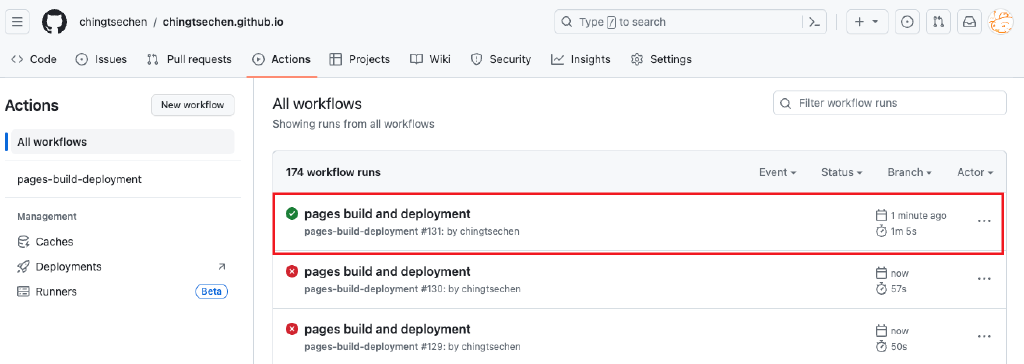 chingtsechen / chingtsechen.github.io
Type / to search
Code Issues Pull requests Actions Projects Wiki Security Insights Settings
Actions
New workflow
All workflows
pages-build-deployment
Management
Caches
Deployments
Runners Beta
All workflows
Showing runs from all workflows
Filter workflow runs
174 workflow runs
Event Status Branch Actor
pages build and deployment
pages-build-deployment #131: by chingtsechen
1 minute ago
1m 5s
pages build and deployment
pages-build-deployment #130: by chingtsechen
now
57s
pages build and deployment
pages-build-deployment #129: by chingtsechen
now
50s